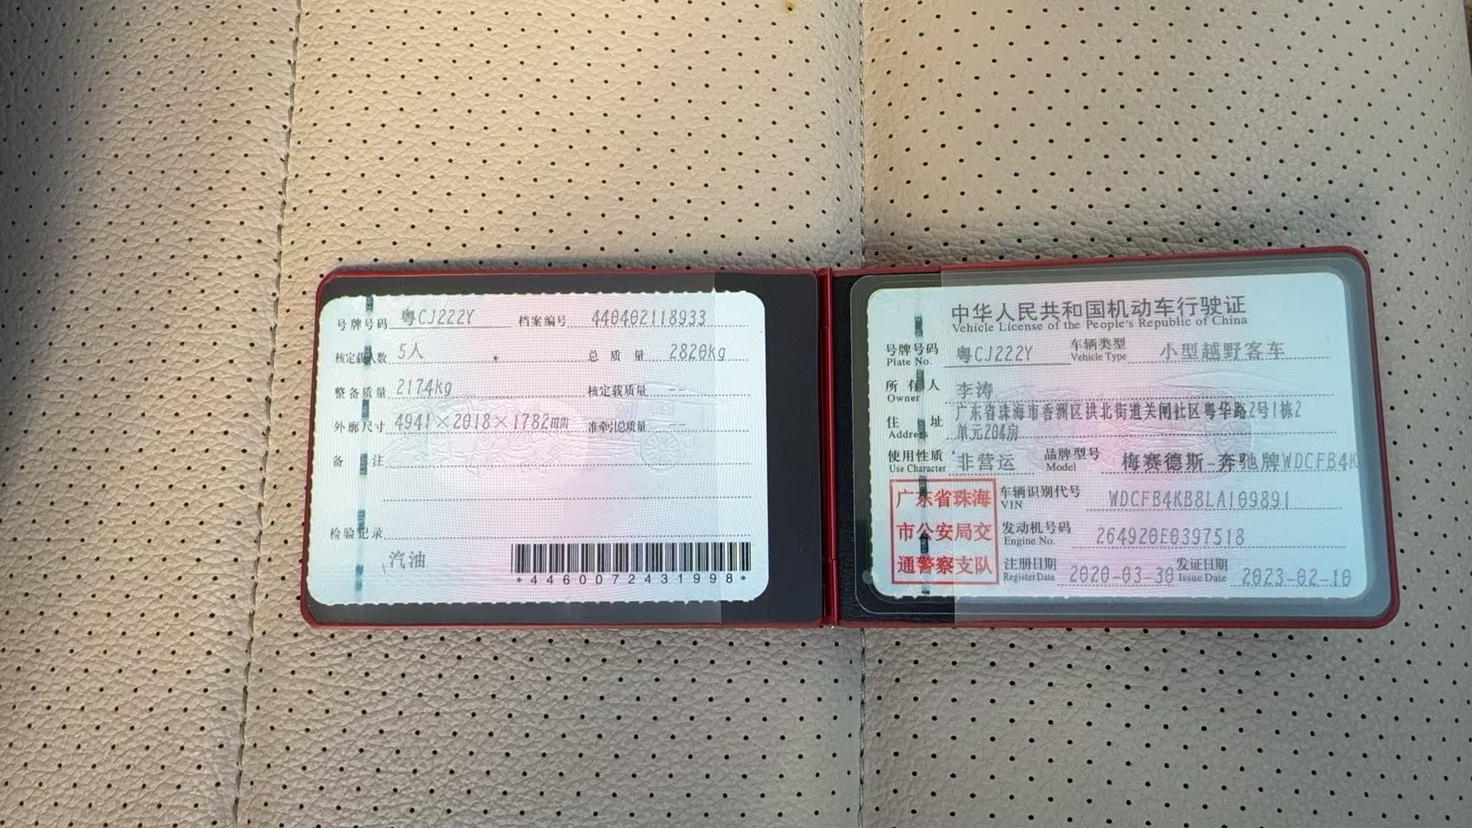 号牌号码 粤CJ222Y 档案编号 440402118933
核定载人数 5人 总质量 2820kg
整备质量 2174kg 核定载质量 --
外廓尺寸 4941×2018×1782mm 准牵引总质量 --
备注
检验记录
汽油
*4460072431998*
中华人民共和国机动车行驶证
Vehicle License of the People's Republic of China
号牌号码 粤CJ222Y 车辆类型 小型越野客车
Plate No. Vehicle Type
所有人 李涛
Owner
住址 广东省珠海市香洲区拱北街道关闸社区粤华路2号1栋2
Address 单元204房
使用性质 非营运 品牌型号 梅赛德斯-奔驰牌WDCFB4K
Use Character Model
广东省珠海
市公安局交
通警察支队
车辆识别代号 WDCFB4KB8LA109891
VIN
发动机号码 264920E0397518
Engine No.
注册日期 2020-03-30 发证日期 2023-02-10
Register Date Issue Date